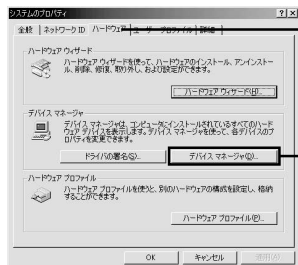 システムのプロパティ
全般 ネットワーク ID ハードウェア ユーザー プロファイル 詳細
ハードウェア ウィザード
ハードウェア ウィザードを使って、ハードウェアのインストール、アンインストー
ル、削除、修復、取り外し、および設定ができます。
ハードウェア ウィザード(H)...
デバイス マネージャ
デバイス マネージャは、コンピュータにインストールされているすべてのハード
ウェア デバイスを表示します。デバイス マネージャを使って、各デバイスのプ
ロパティを変更できます。
ドライバの署名(S)...
デバイス マネージャ(D)...
ハードウェア プロファイル
ハードウェア プロファイルを使うと、別のハードウェアの構成を設定し、格納
することができます。
ハードウェア プロファイル(P)...
OK
キャンセル
適用(A)